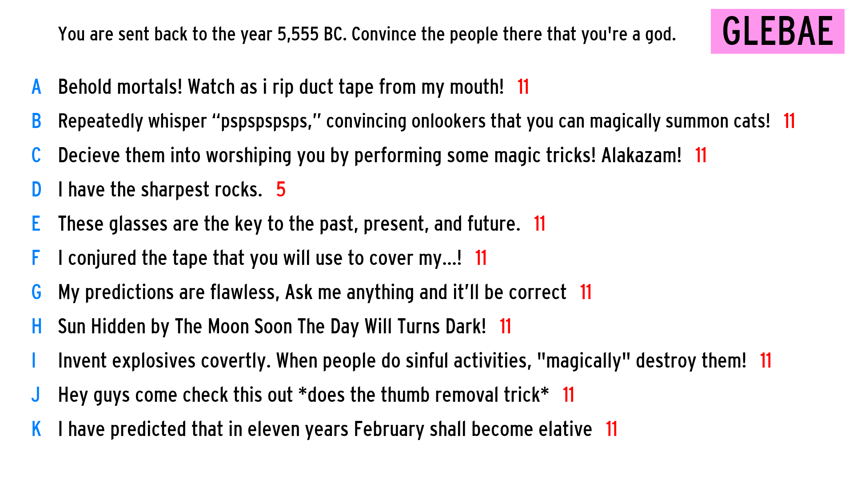 You are sent back to the year 5,555 BC. Convince the people there that you're a god.
GLEBAE
A Behold mortals! Watch as i rip duct tape from my mouth! 11
B Repeatedly whisper “pspspspsps,” convincing onlookers that you can magically summon cats! 11
C Decieve them into worshiping you by performing some magic tricks! Alakazam! 11
D I have the sharpest rocks. 5
E These glasses are the key to the past, present, and future. 11
F I conjured the tape that you will use to cover my...! 11
G My predictions are flawless, Ask me anything and it’ll be correct 11
H Sun Hidden by The Moon Soon The Day Will Turns Dark! 11
I Invent explosives covertly. When people do sinful activities, "magically" destroy them! 11
J Hey guys come check this out *does the thumb removal trick* 11
K I have predicted that in eleven years February shall become elative 11